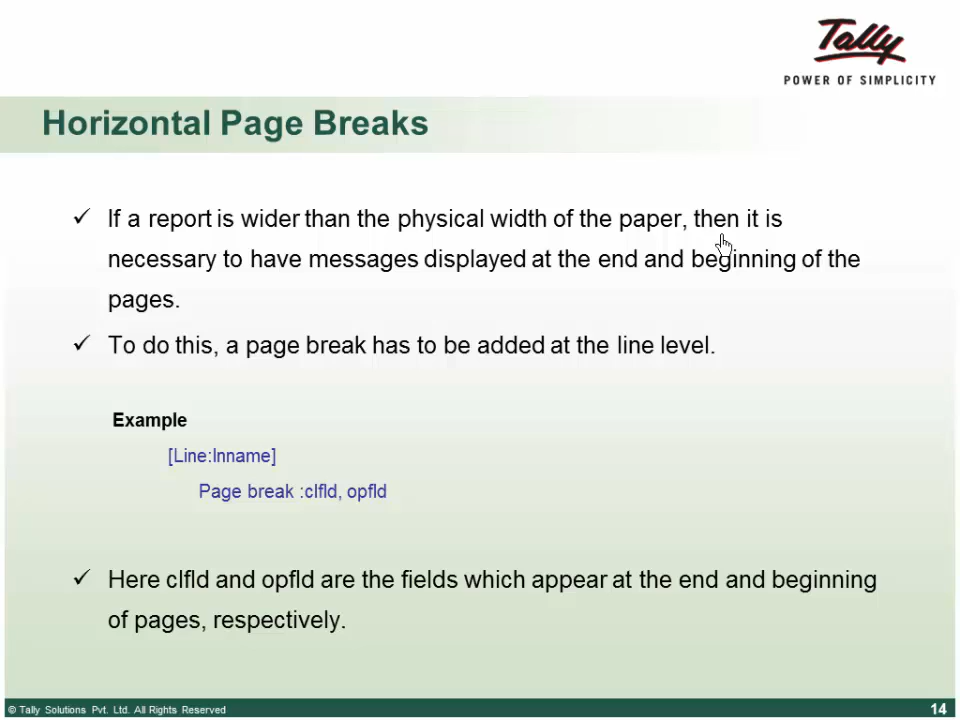 Tally
POWER OF SIMPLICITY
Horizontal Page Breaks
If a report is wider than the physical width of the paper, then it is
necessary to have messages displayed at the end and beginning of the
pages.
To do this, a page break has to be added at the line level.
Example
[Line:lnname]
Page break :clfld, opfld
Here clfld and opfld are the fields which appear at the end and beginning
of pages, respectively.
© Tally Solutions Pvt. Ltd. All Rights Reserved
14